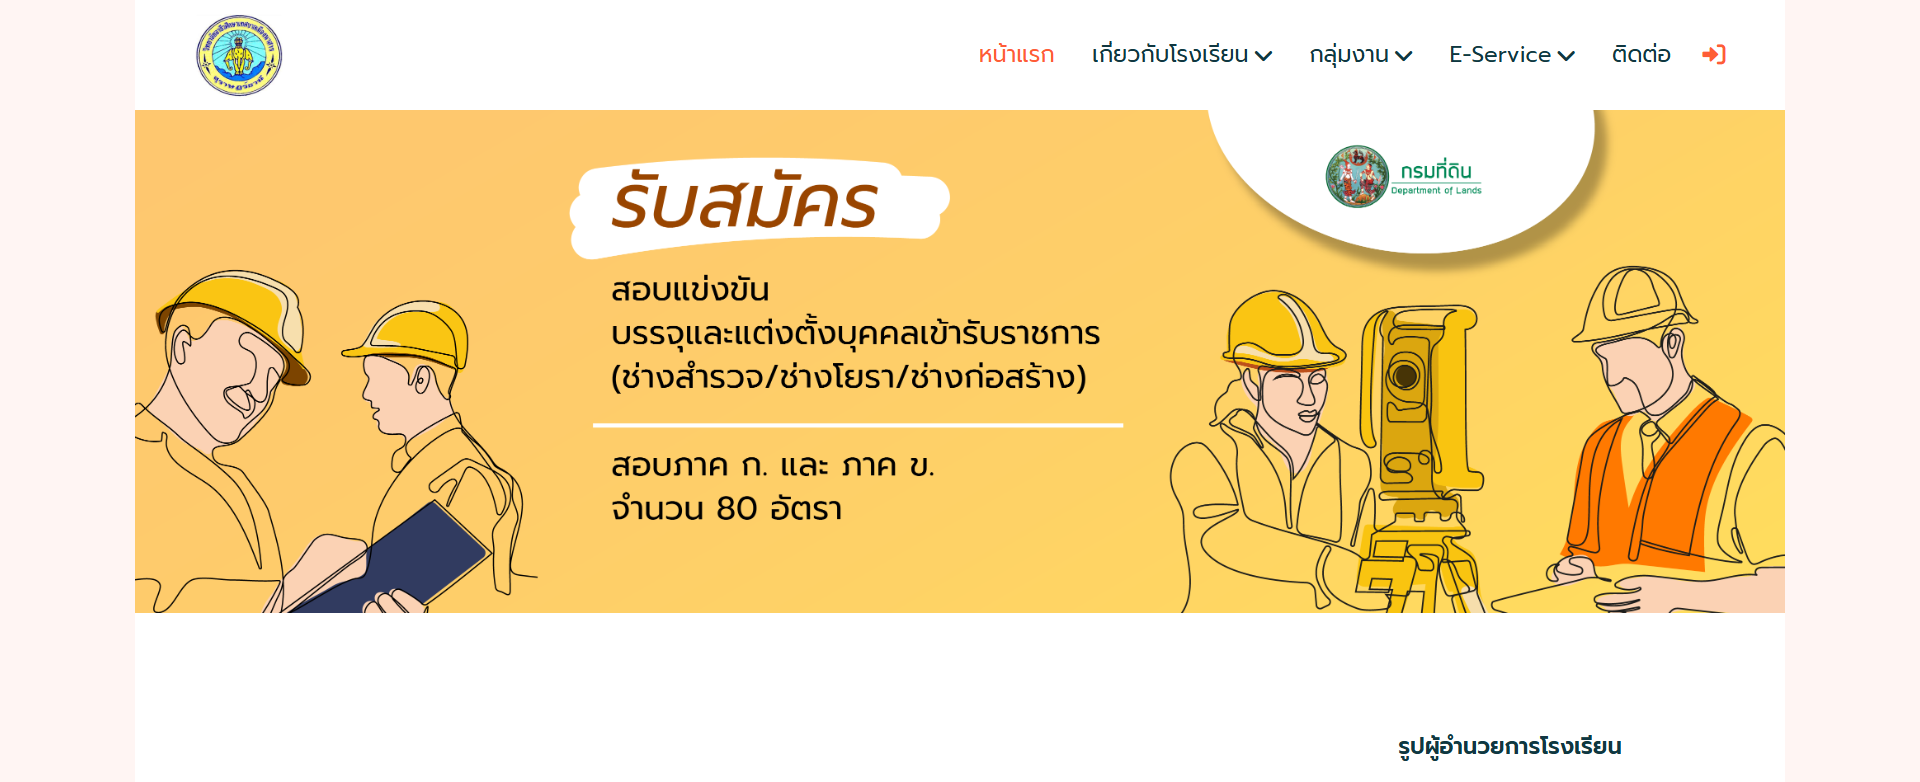 หน้าแรก เกี่ยวกับโรงเรียน กลุ่มงาน E-Service ติดต่อ
รับสมัคร
กรมที่ดิน
Department of Lands
สอบแข่งขัน
บรรจุและแต่งตั้งบุคคลเข้ารับราชการ
(ช่างสำรวจ/ช่างโยธา/ช่างก่อสร้าง)
สอบภาค ก. และ ภาค ข.
จำนวน 80 อัตรา
รูปผู้อำนวยการโรงเรียน